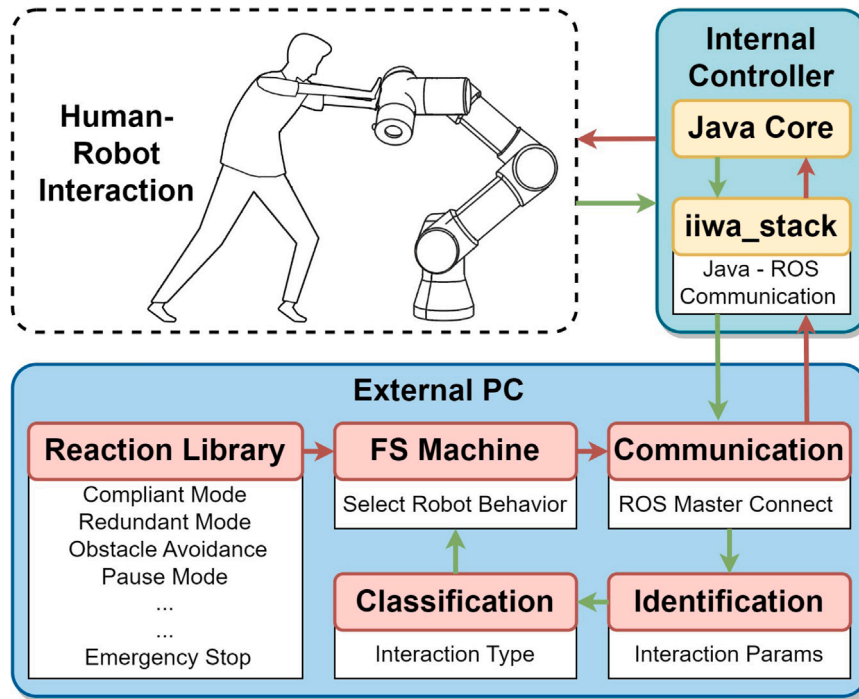 Human-
Robot
Interaction
Internal
Controller
Java Core
iiwa_stack
Java - ROS
Communication
External PC
Reaction Library
Compliant Mode
Redundant Mode
Obstacle Avoidance
Pause Mode
...
...
Emergency Stop
FS Machine
Select Robot Behavior
Communication
ROS Master Connect
Classification
Interaction Type
Identification
Interaction Params